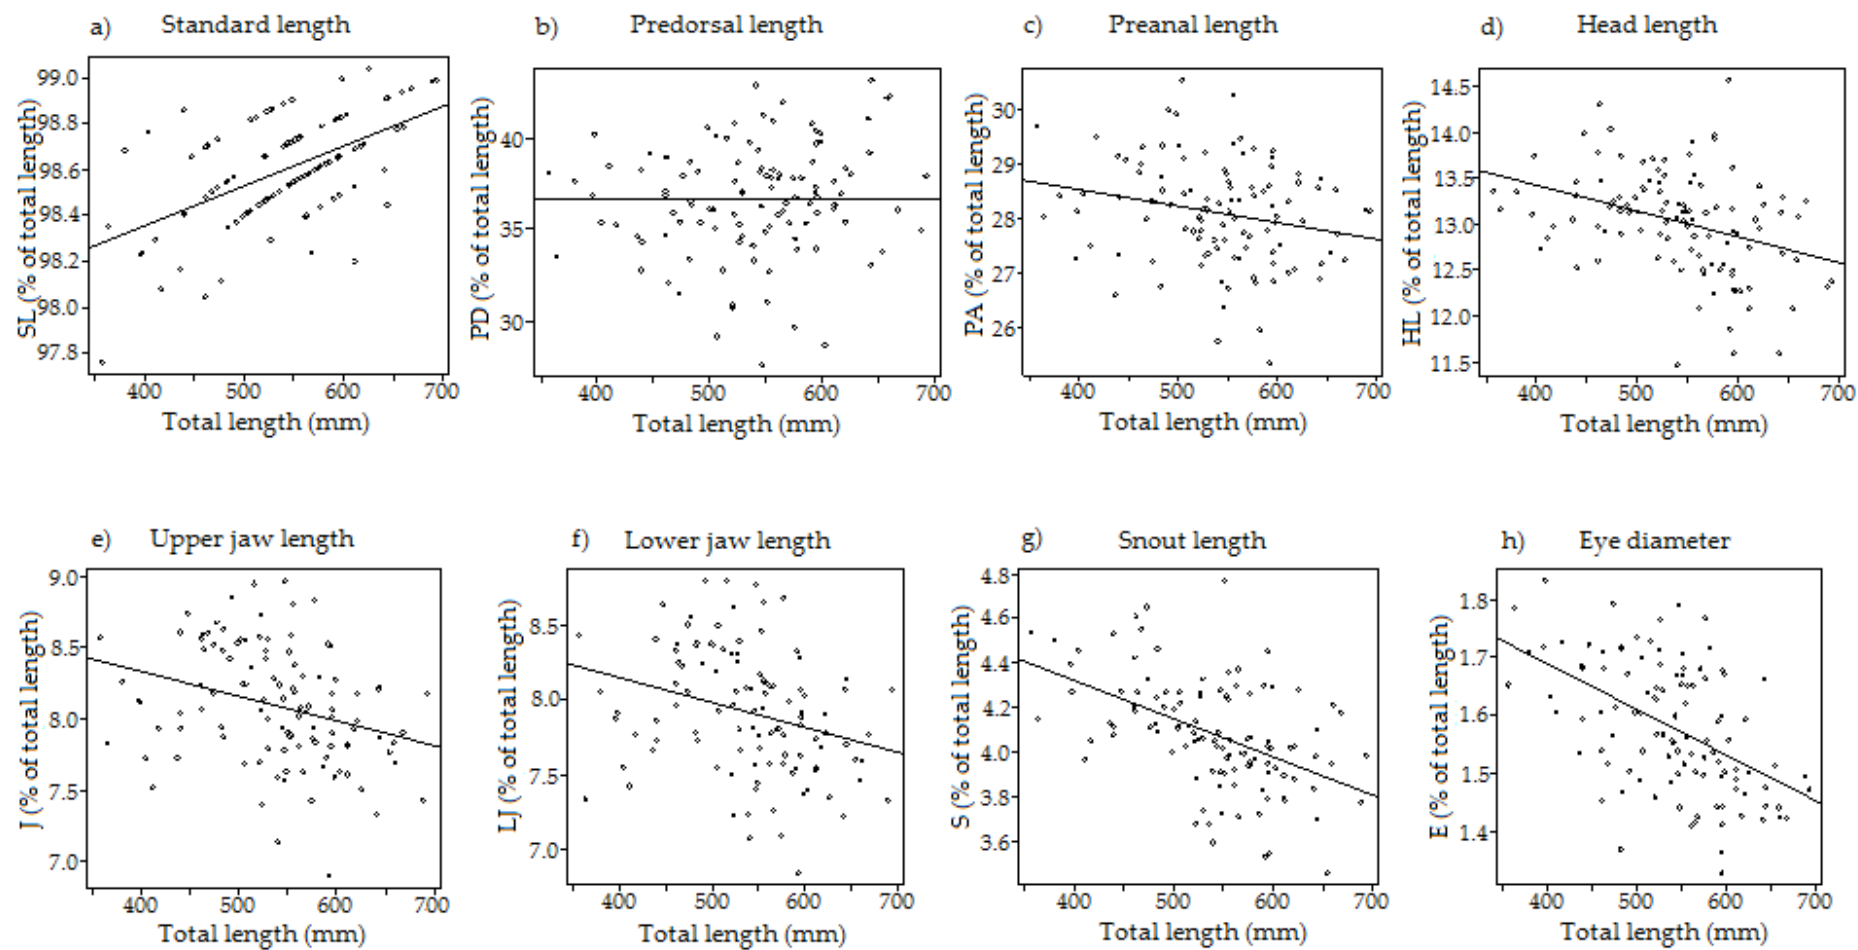 a) Standard length
SL (% of total length)
99.0
98.8
98.6
98.4
98.2
98.0
97.8
400 500 600 700
Total length (mm)
b) Predorsal length
PD (% of total length)
40
35
30
400 500 600 700
Total length (mm)
c) Preanal length
PA (% of total length)
30
29
28
27
26
400 500 600 700
Total length (mm)
d) Head length
HL (% of total length)
14.5
14.0
13.5
13.0
12.5
12.0
11.5
400 500 600 700
Total length (mm)
e) Upper jaw length
J (% of total length)
9.0
8.5
8.0
7.5
7.0
400 500 600 700
Total length (mm)
f) Lower jaw length
LJ (% of total length)
8.5
8.0
7.5
7.0
400 500 600 700
Total length (mm)
g) Snout length
S (% of total length)
4.8
4.6
4.4
4.2
4.0
3.8
3.6
400 500 600 700
Total length (mm)
h) Eye diameter
E (% of total length)
1.8
1.7
1.6
1.5
1.4
400 500 600 700
Total length (mm)